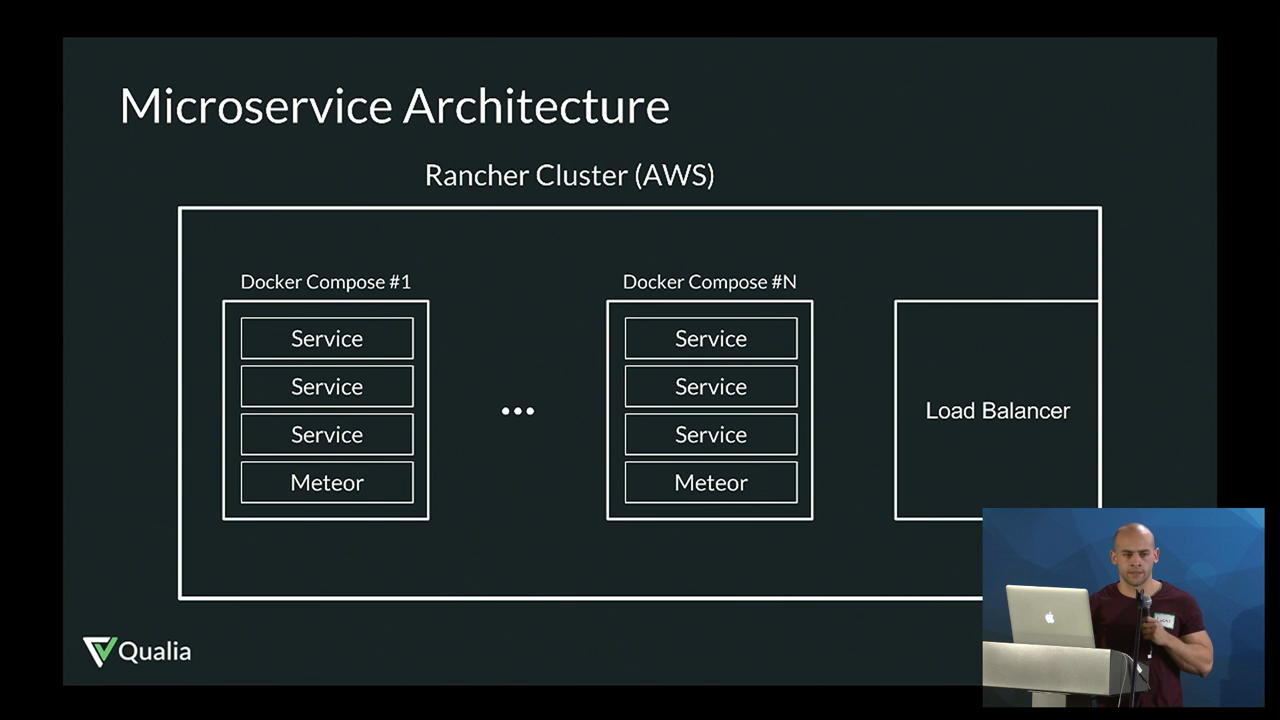 Microservice Architecture
Rancher Cluster (AWS)
Docker Compose #1
Service
Service
Service
Meteor
...
Docker Compose #N
Service
Service
Service
Meteor
Load Balancer
Qualia